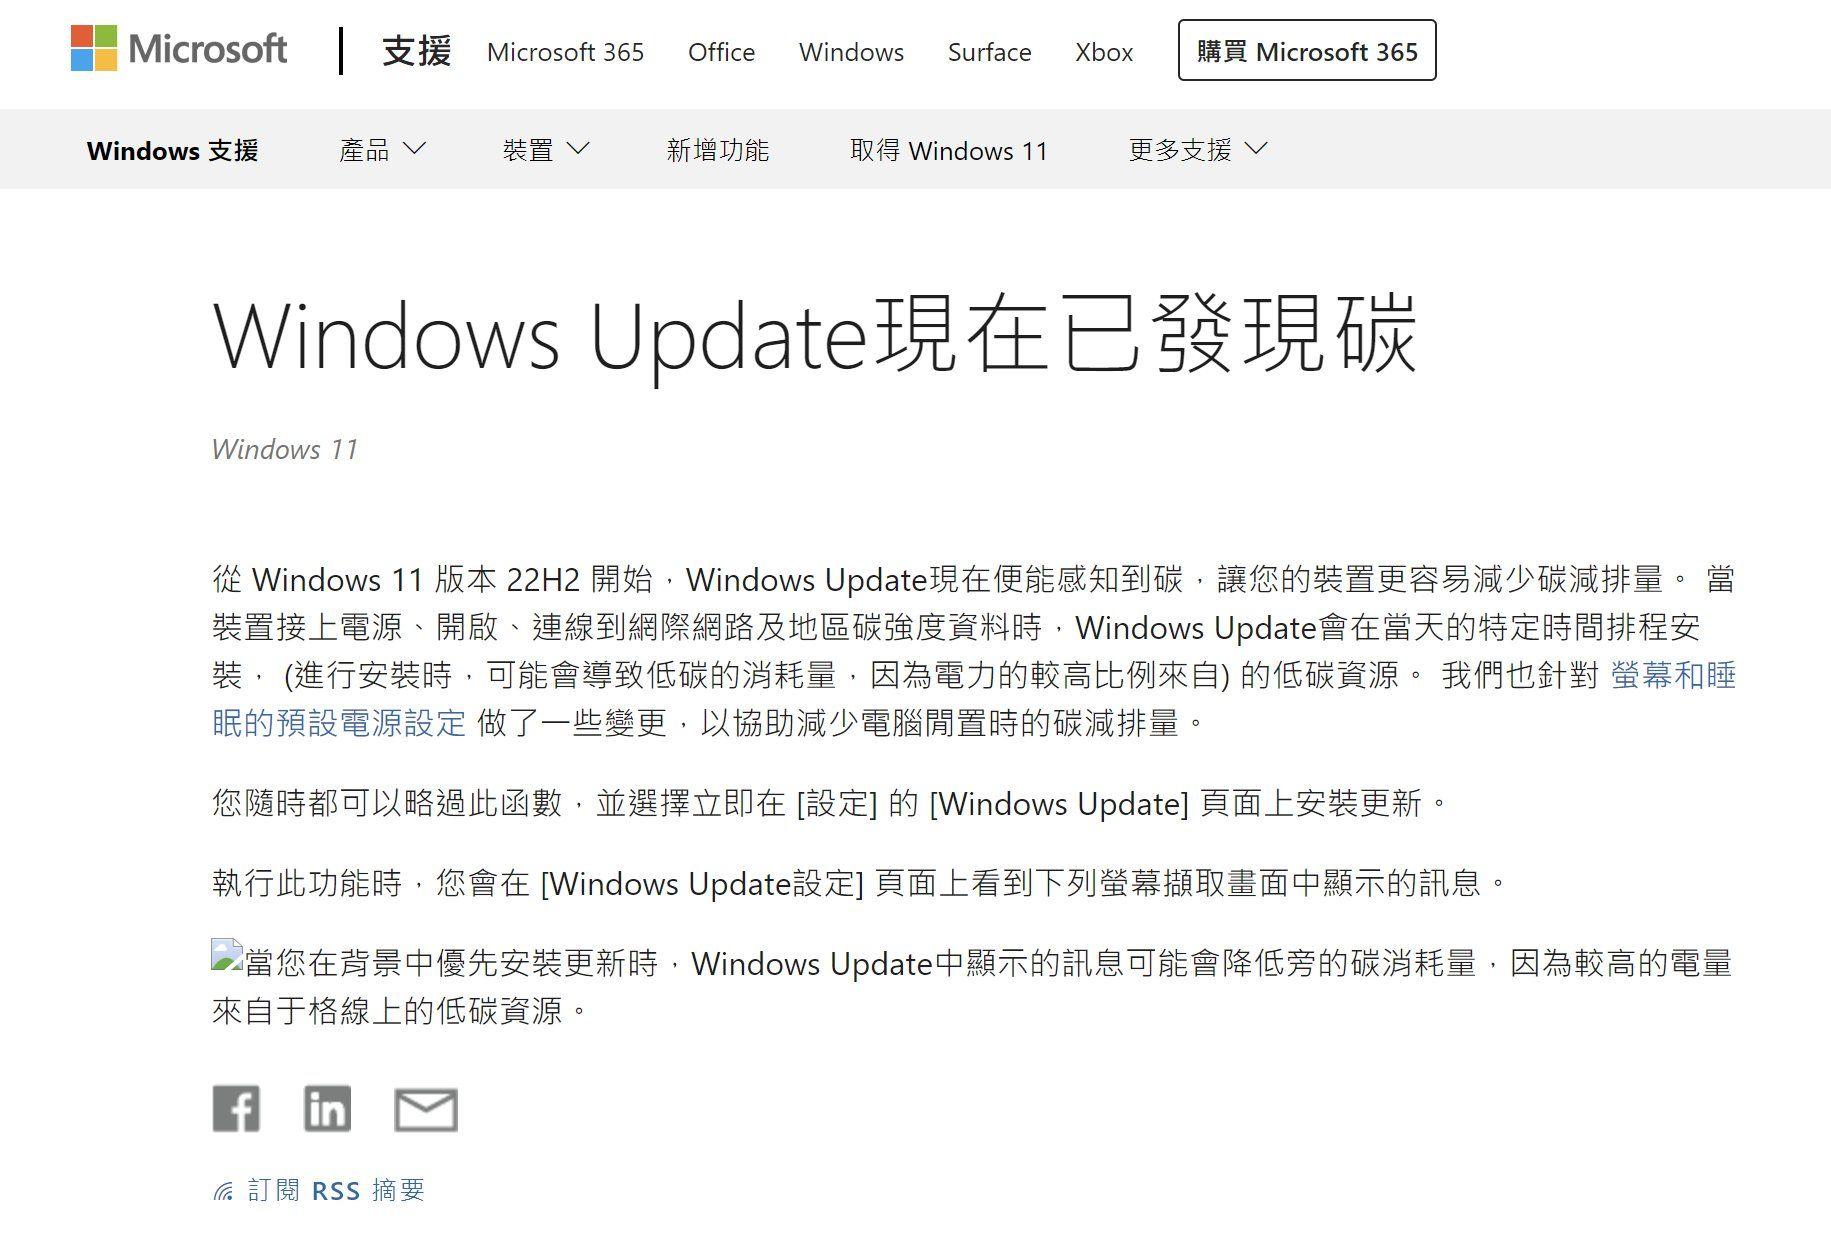 Microsoft 支援 Microsoft 365 Office Windows Surface Xbox 購買 Microsoft 365
Windows 支援 產品 裝置 新增功能 取得 Windows 11 更多支援
Windows Update現在已發現碳
Windows 11
從 Windows 11 版本 22H2 開始，Windows Update現在便能感知到碳，讓您的裝置更容易減少碳減排量。 當
裝置接上電源、開啟、連線到網際網路及地區碳強度資料時，Windows Update會在當天的特定時間排程安
裝， (進行安裝時，可能會導致低碳的消耗量，因為電力的較高比例來自) 的低碳資源。 我們也針對 螢幕和睡
眠的預設電源設定 做了一些變更，以協助減少電腦閒置時的碳減排量。
您隨時都可以略過此函數，並選擇立即在 [設定] 的 [Windows Update] 頁面上安裝更新。
執行此功能時，您會在 [Windows Update設定] 頁面上看到下列螢幕擷取畫面中顯示的訊息。
當您在背景中優先安裝更新時，Windows Update中顯示的訊息可能會降低旁的碳消耗量，因為較高的電量
來自于格線上的低碳資源。
訂閱 RSS 摘要